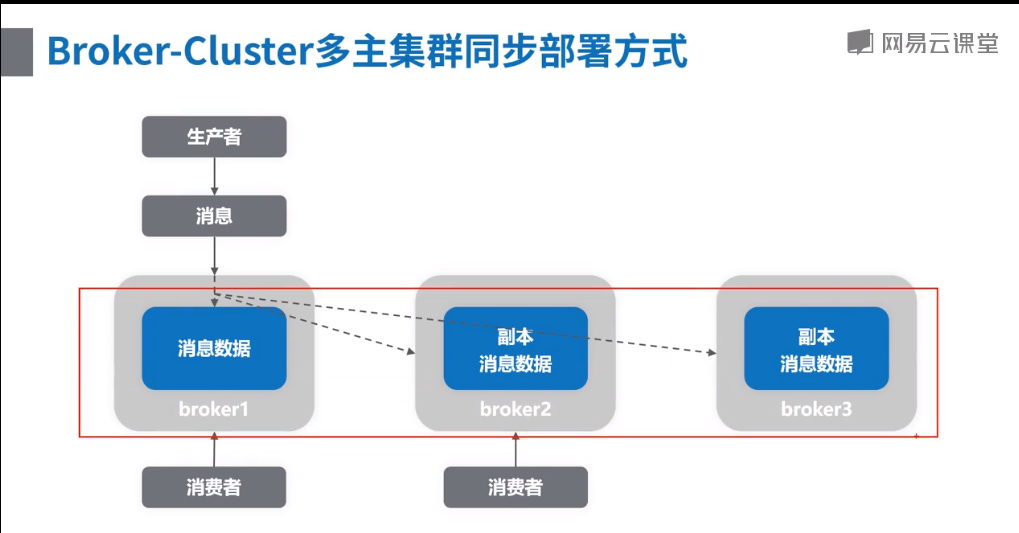 Broker-Cluster多主集群同步部署方式
网易云课堂
生产者
消息
消息数据
副本
消息数据
副本
消息数据
broker1
broker2
broker3
消费者
消费者